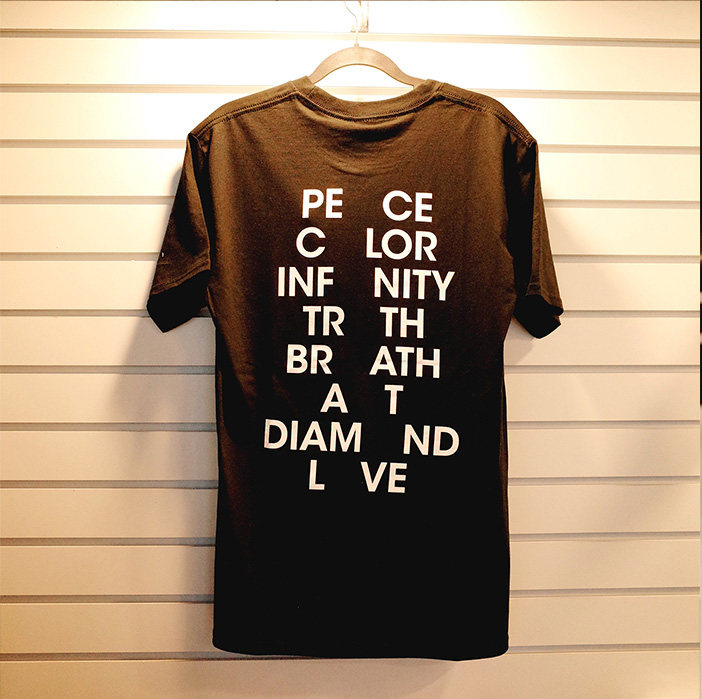 PE CE
C LOR
INF NITY
TR TH
BR ATH
A T
DIAM ND
L VE